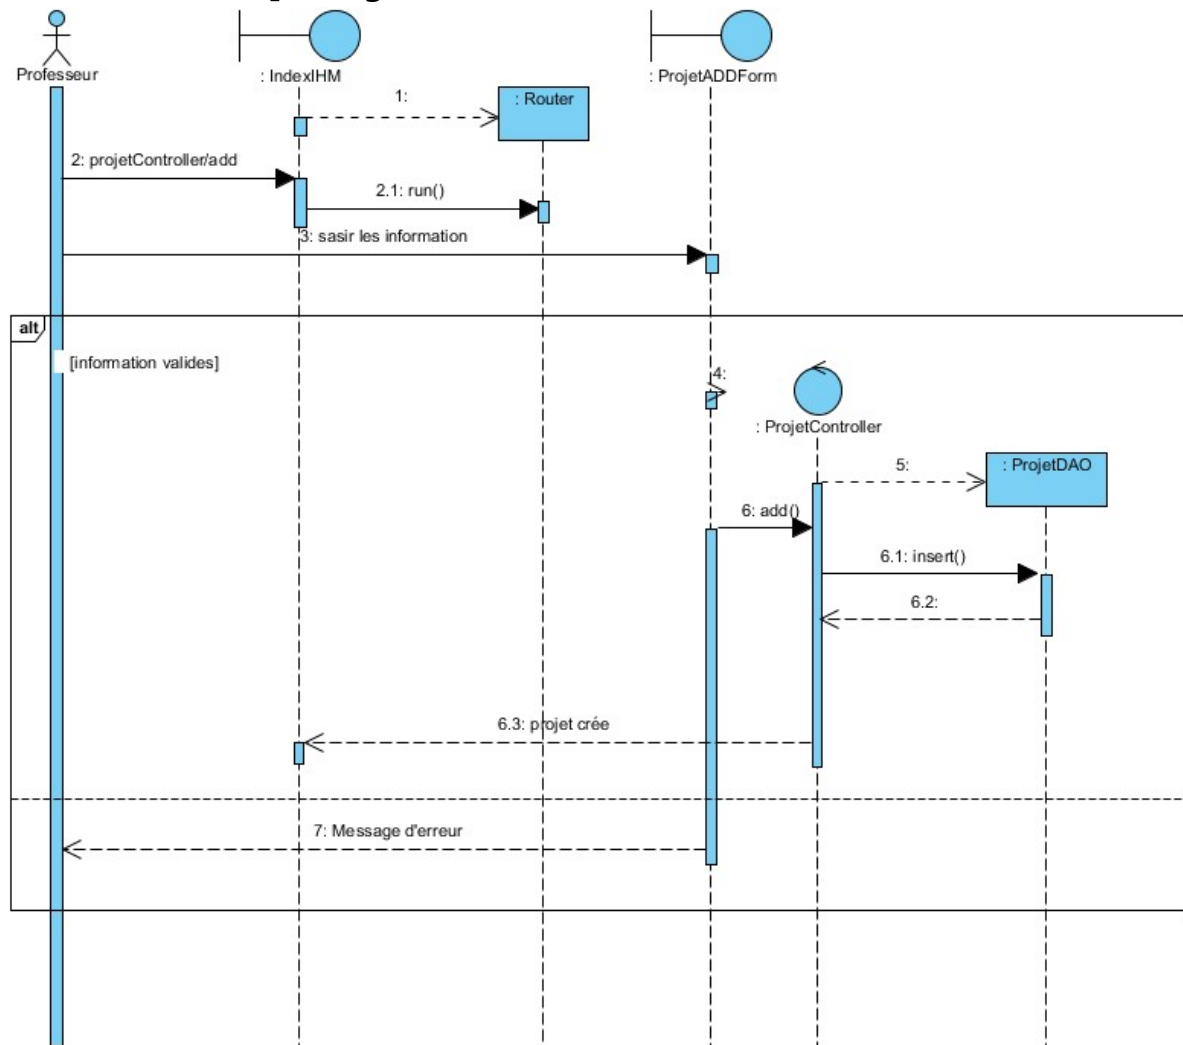 Professeur
: IndexIHM
: ProjetADDForm
1:
: Router
2: projetController/add
2.1: run()
3: sasir les information
alt
[information valides]
4:
: ProjetController
5:
: ProjetDAO
6: add()
6.1: insert()
6.2:
6.3: projet crée
7: Message d'erreur